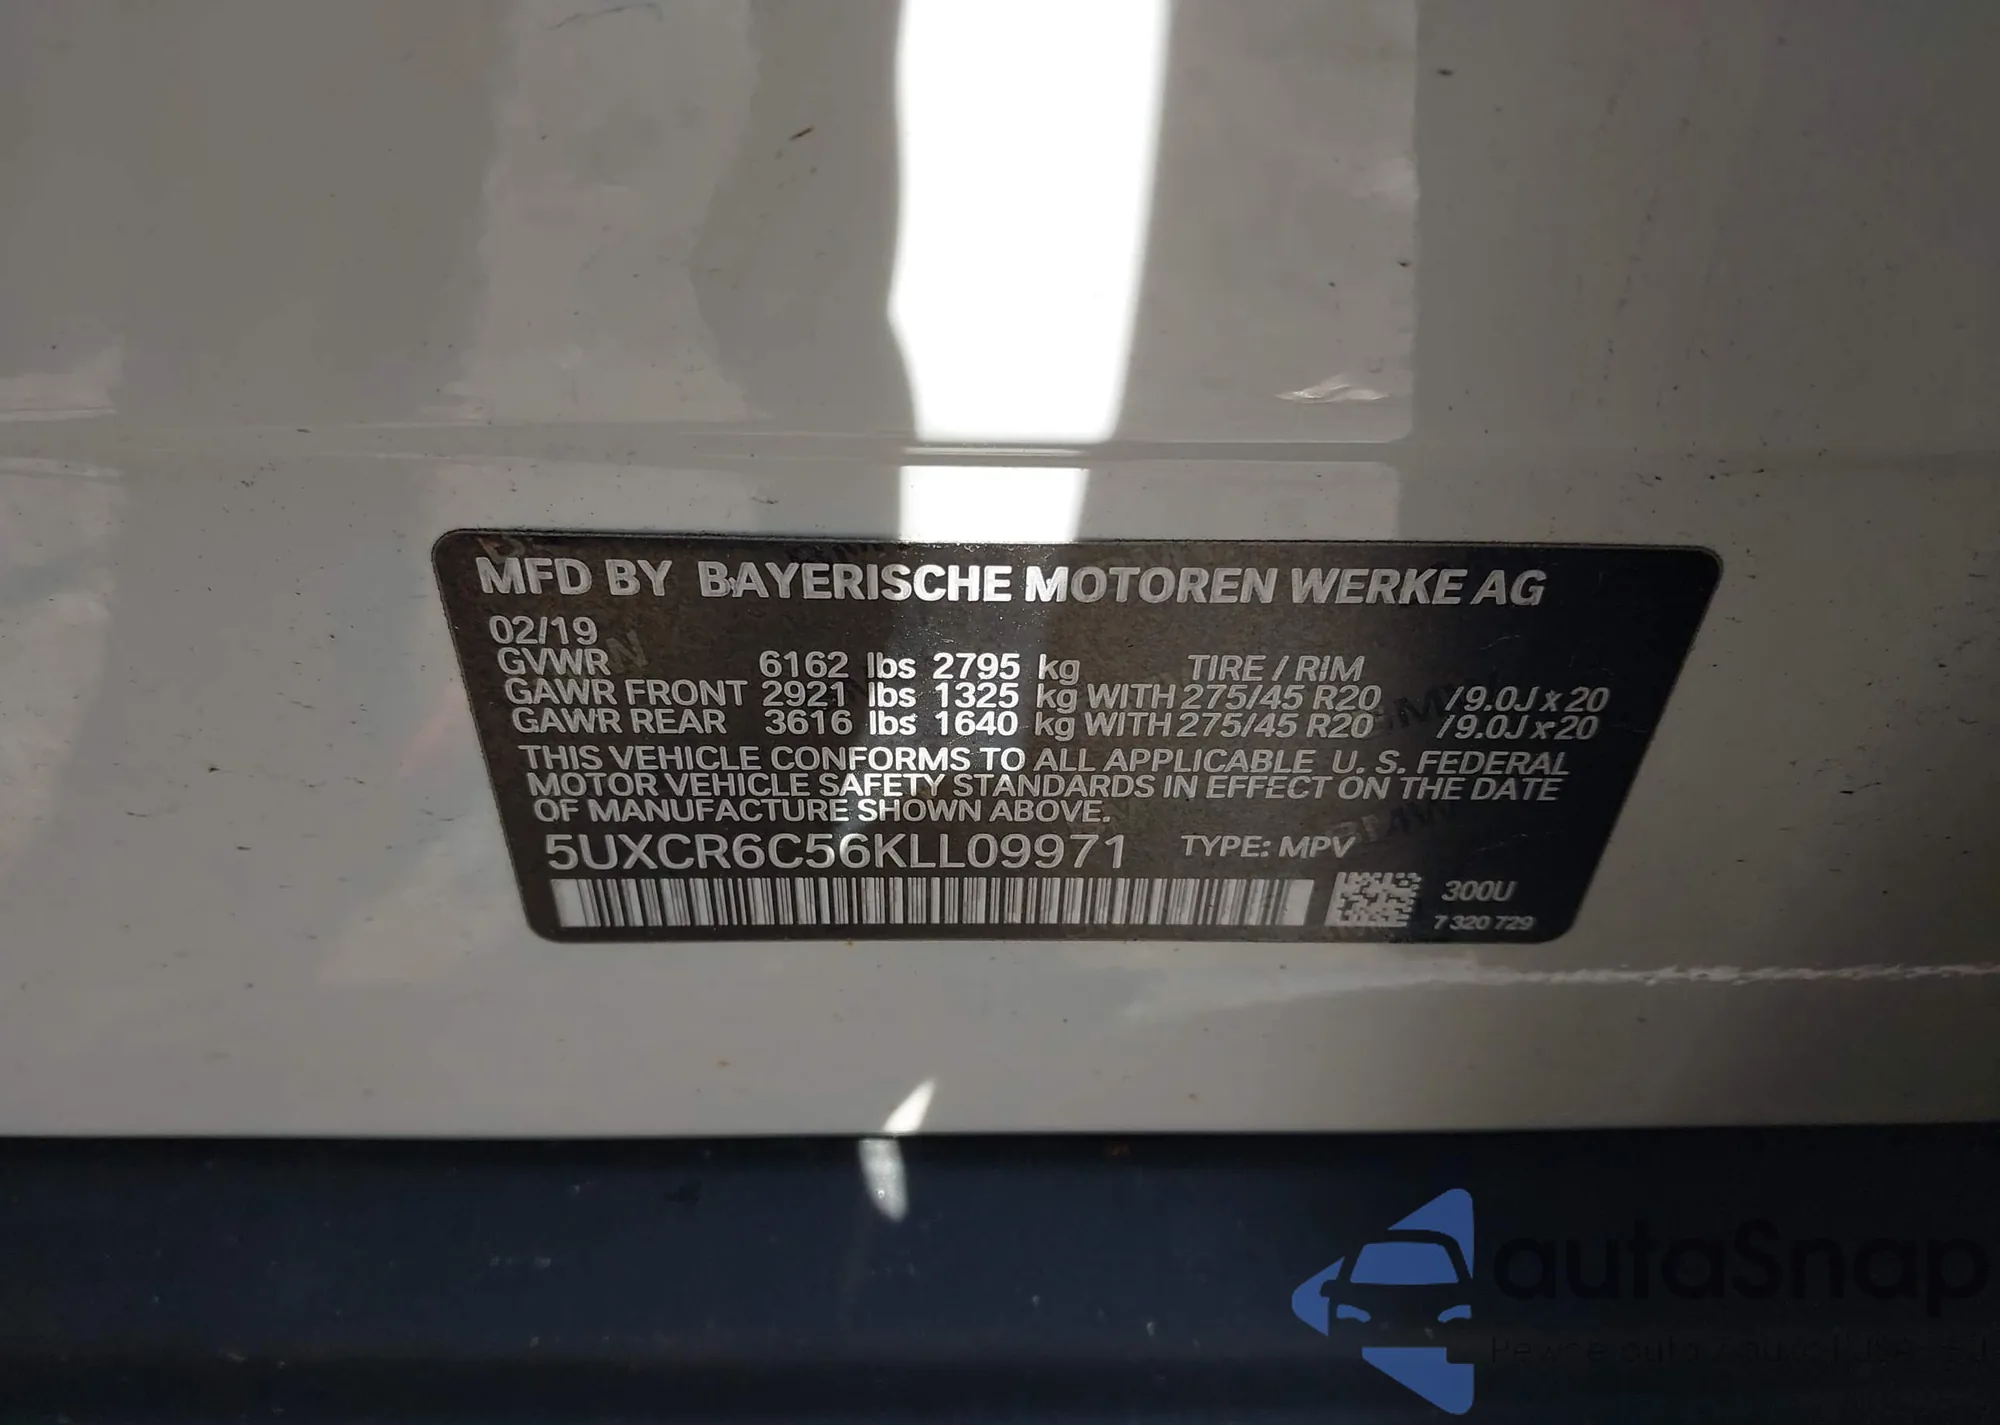 MFD BY BAYERISCHE MOTOREN WERKE AG
02/19
GVWR 6162 lbs 2795 kg TIRE / RIM
GAWR FRONT 2921 lbs 1325 kg WITH 275/45 R20 /9.0J x 20
GAWR REAR 3616 lbs 1640 kg WITH 275/45 R20 /9.0J x 20
THIS VEHICLE CONFORMS TO ALL APPLICABLE U. S. FEDERAL
MOTOR VEHICLE SAFETY STANDARDS IN EFFECT ON THE DATE
OF MANUFACTURE SHOWN ABOVE.
5UXCR6C56KLL09971 TYPE: MPV
300U
7 320 729
autaSnap